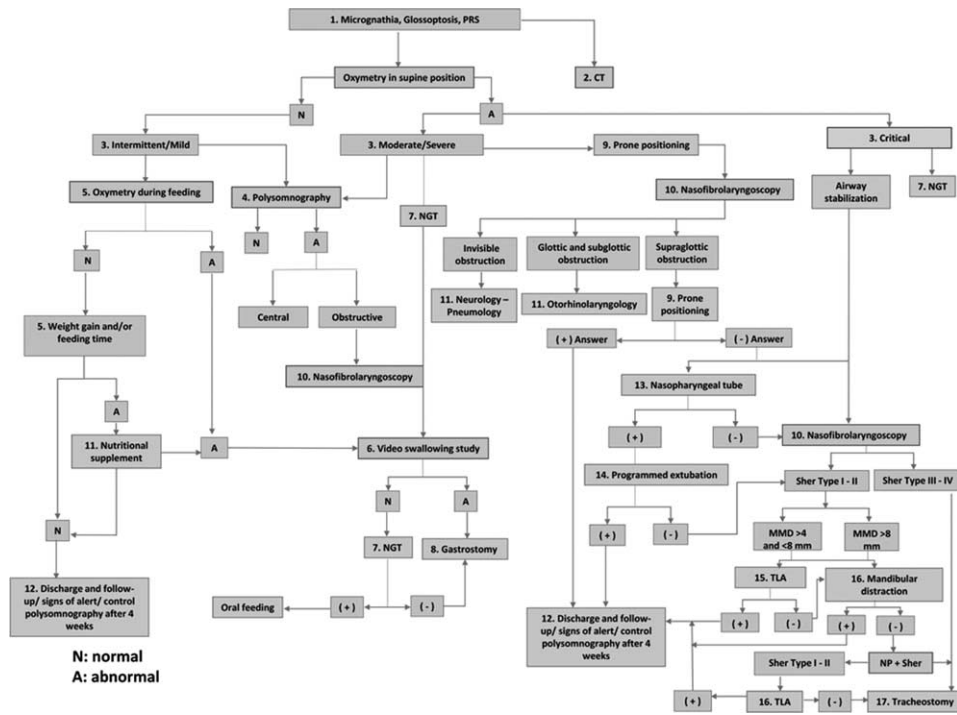 1. Micrognathia, Glossoptosis, PRS
2. CT
Oxymetry in supine position
N
A
3. Intermittent/Mild
3. Moderate/Severe
9. Prone positioning
3. Critical
5. Oxymetry during feeding
4. Polysomnography
10. Nasofibrolaryngoscopy
Airway
stabilization
7. NGT
7. NGT
N
A
Invisible
obstruction
Glottic and subglottic
obstruction
Supraglottic
obstruction
N
A
11. Neurology –
Pneumology
11. Otorhinolaryngology
9. Prone
positioning
Central
Obstructive
5. Weight gain and/or
feeding time
( + ) Answer
( - ) Answer
10. Nasofibrolaryngoscopy
13. Nasopharyngeal tube
A
( + )
( - )
10. Nasofibrolaryngoscopy
11. Nutritional
supplement
A
6. Video swallowing study
14. Programmed extubation
Sher Type I - II
Sher Type III - IV
N
A
N
( + )
( - )
MMD >4
and <8 mm
MMD >8
mm
7. NGT
8. Gastrostomy
15. TLA
16. Mandibular
distraction
12. Discharge and follow-
up/ signs of alert/ control
polysomnography after 4
weeks
Oral feeding
( + )
( - )
12. Discharge and follow-
up/ signs of alert/ control
polysomnography after 4
weeks
( + )
( - )
( + )
( - )
N: normal
A: abnormal
Sher Type I - II
NP + Sher
( + )
16. TLA
( - )
17. Tracheostomy